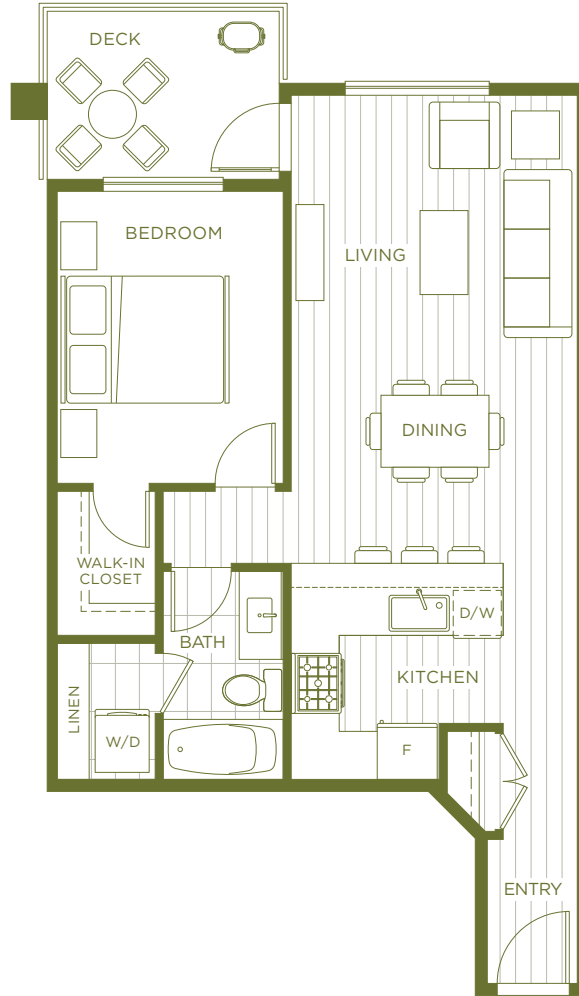 DECK
BEDROOM
LIVING
DINING
WALK-IN
CLOSET
D/W
BATH
KITCHEN
LINEN
W/D
F
ENTRY